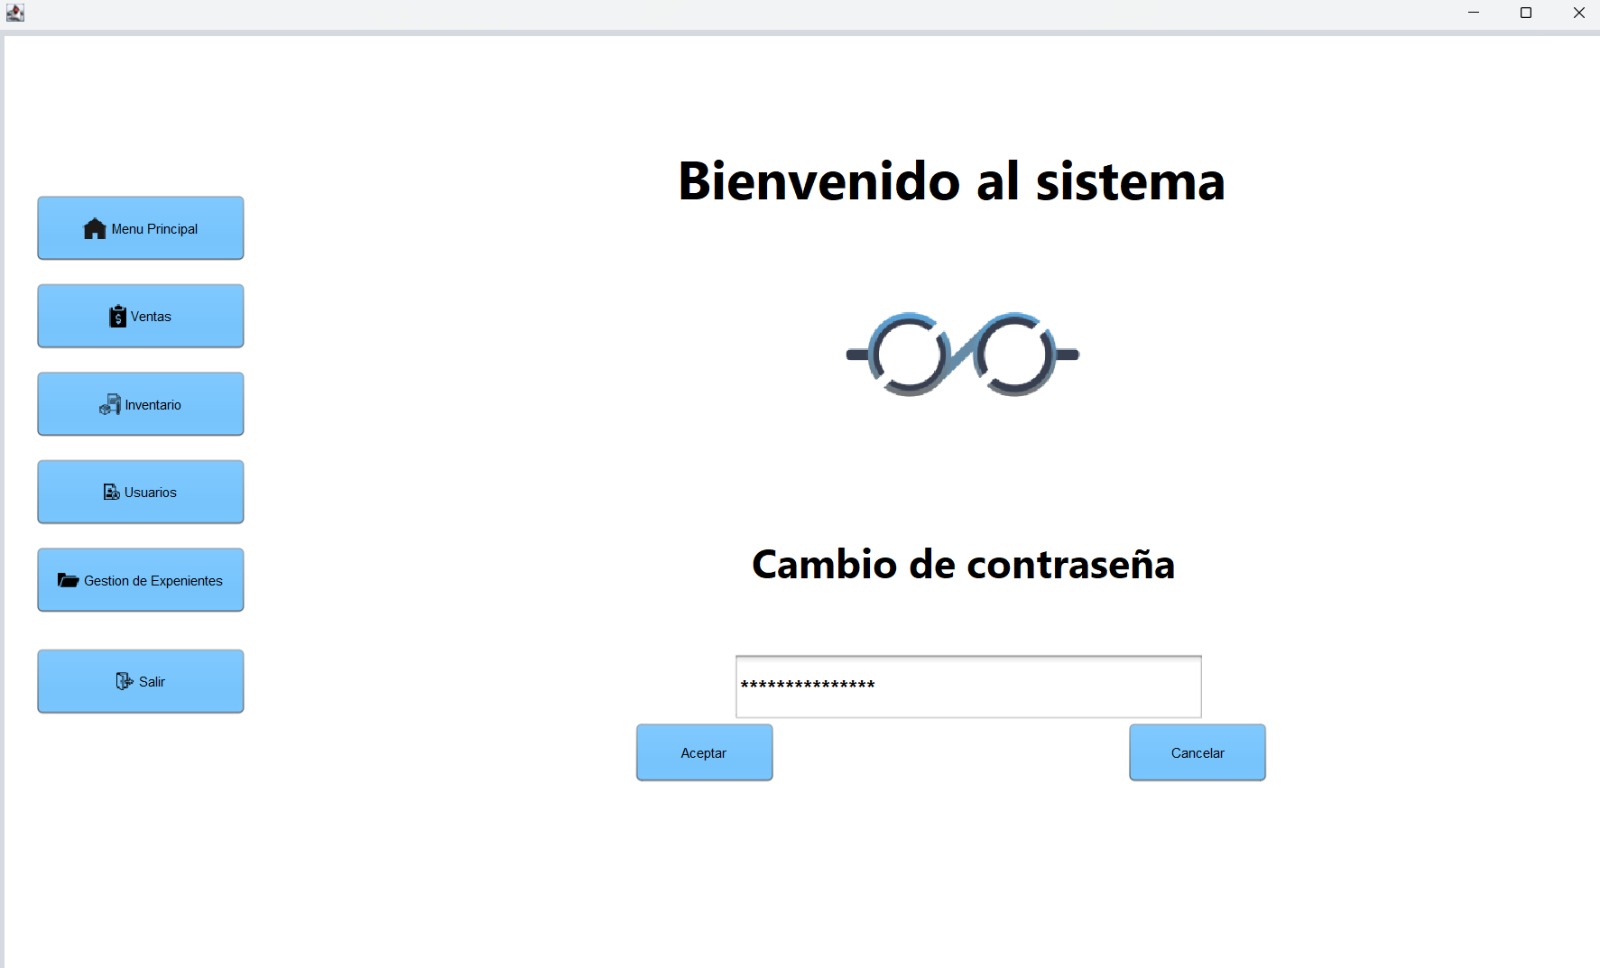 Bienvenido al sistema
Menu Principal
Ventas
Inventario
Usuarios
Gestion de Expenientes
Salir
Cambio de contraseña
***************
Aceptar
Cancelar